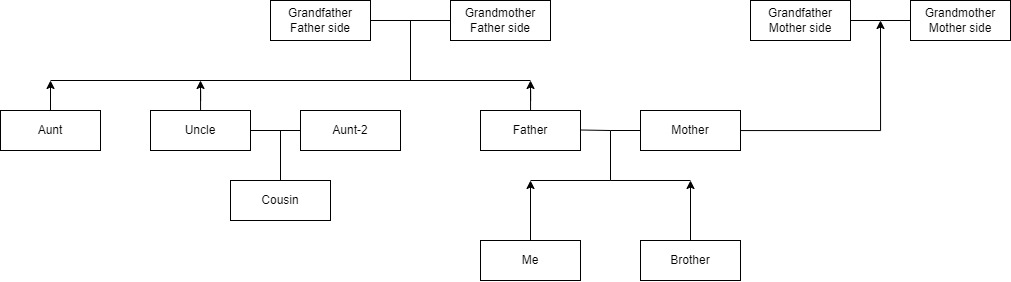 Grandfather
Father side
Grandmother
Father side
Grandfather
Mother side
Grandmother
Mother side
Aunt
Uncle
Aunt-2
Father
Mother
Cousin
Me
Brother